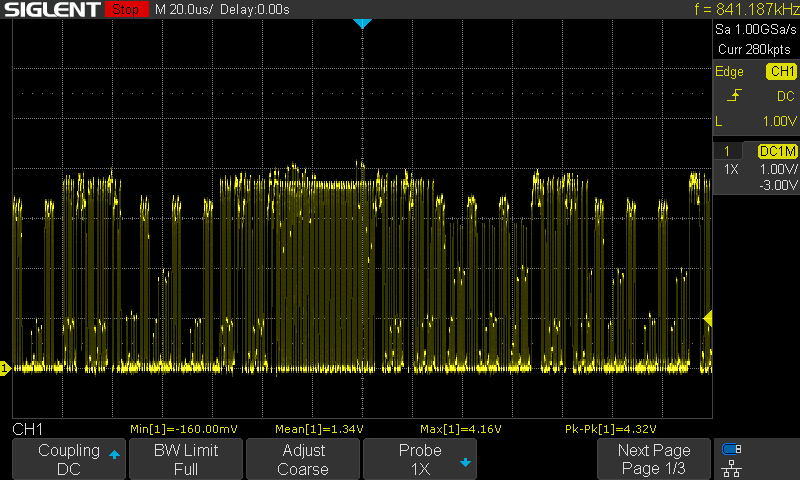 SIGLENT Stop M 20.0us/ Delay:0.00s f = 841.187kHz
Sa 1.00GSa/s
Curr 280kpts
Edge CH1
DC
L 1.00V
1 DC1M
1X 1.00V/
-3.00V
1
CH1 Min[1]=-160.00mV Mean[1]=1.34V Max[1]=4.16V Pk-Pk[1]=4.32V
Coupling BW Limit Adjust Probe Next Page
DC Full Coarse 1X Page 1/3